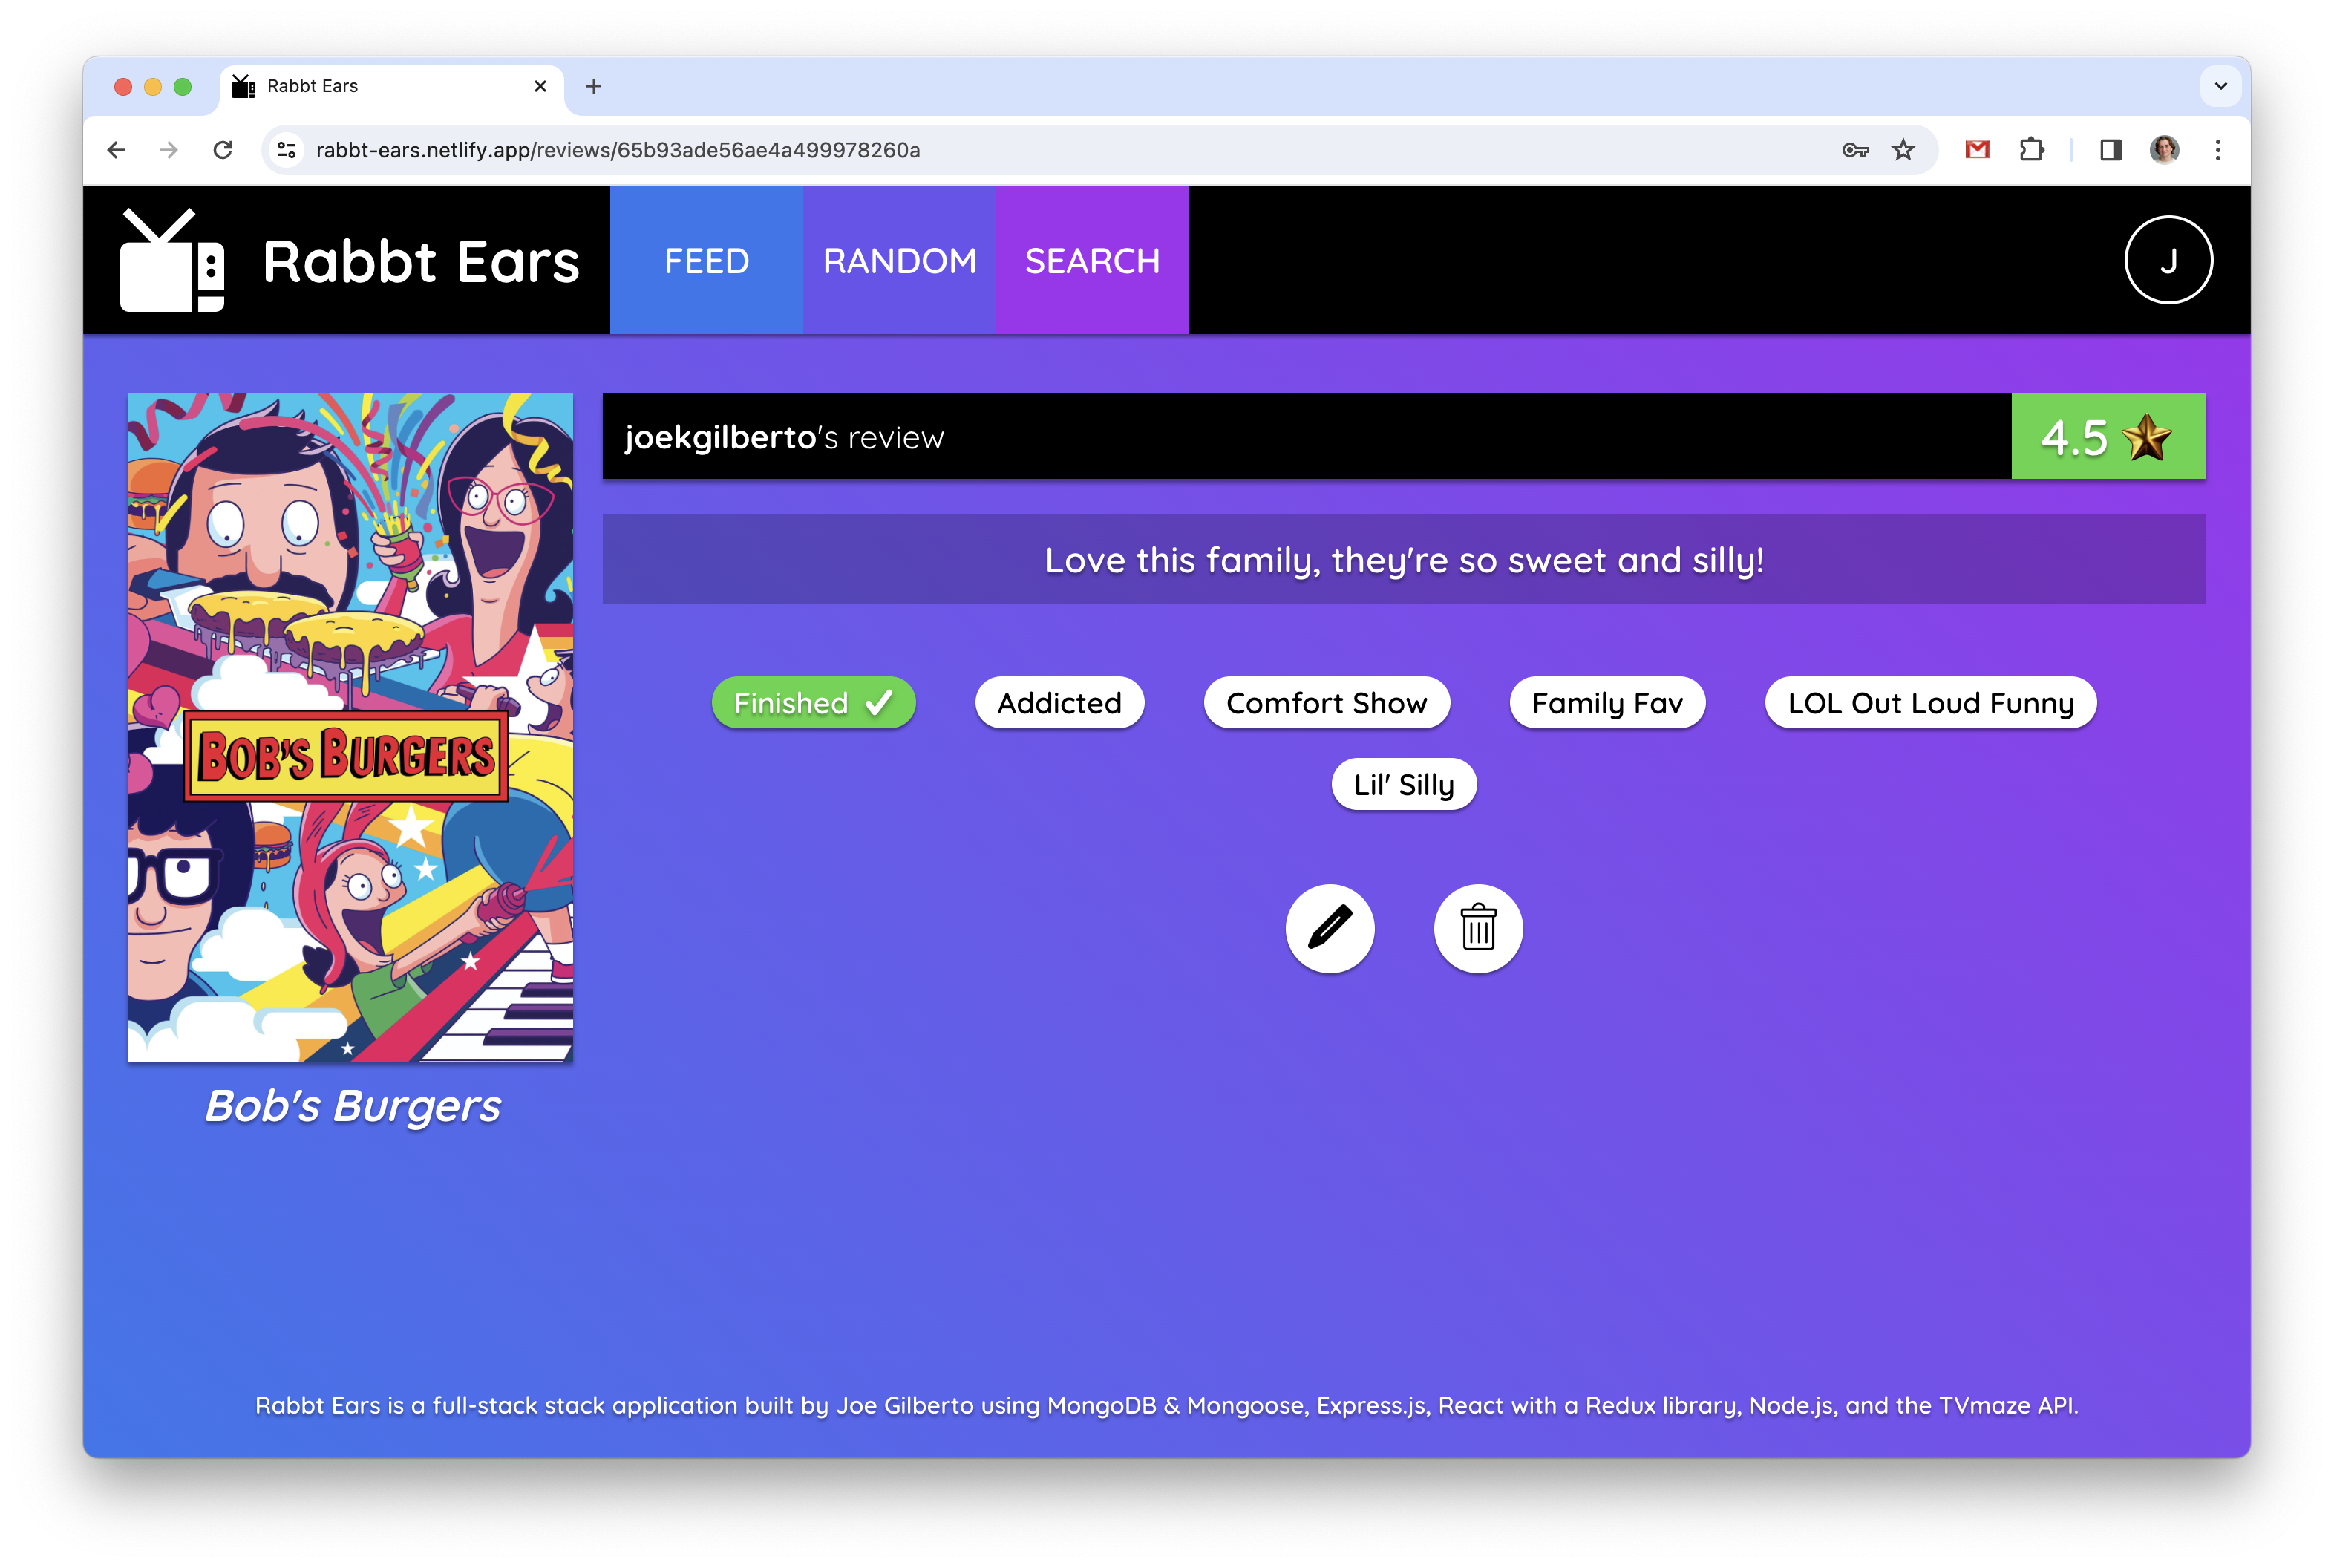 Rabbt Ears
rabbt-ears.netlify.app/reviews/65b93ade56ae4a499978260a
Rabbt Ears
FEED
RANDOM
SEARCH
J
joekgilberto's review
4.5
Love this family, they're so sweet and silly!
Finished
Addicted
Comfort Show
Family Fav
LOL Out Loud Funny
Lil' Silly
BOB'S BURGERS
Bob's Burgers
Rabbt Ears is a full-stack stack application built by Joe Gilberto using MongoDB & Mongoose, Express.js, React with a Redux library, Node.js, and the TVmaze API.